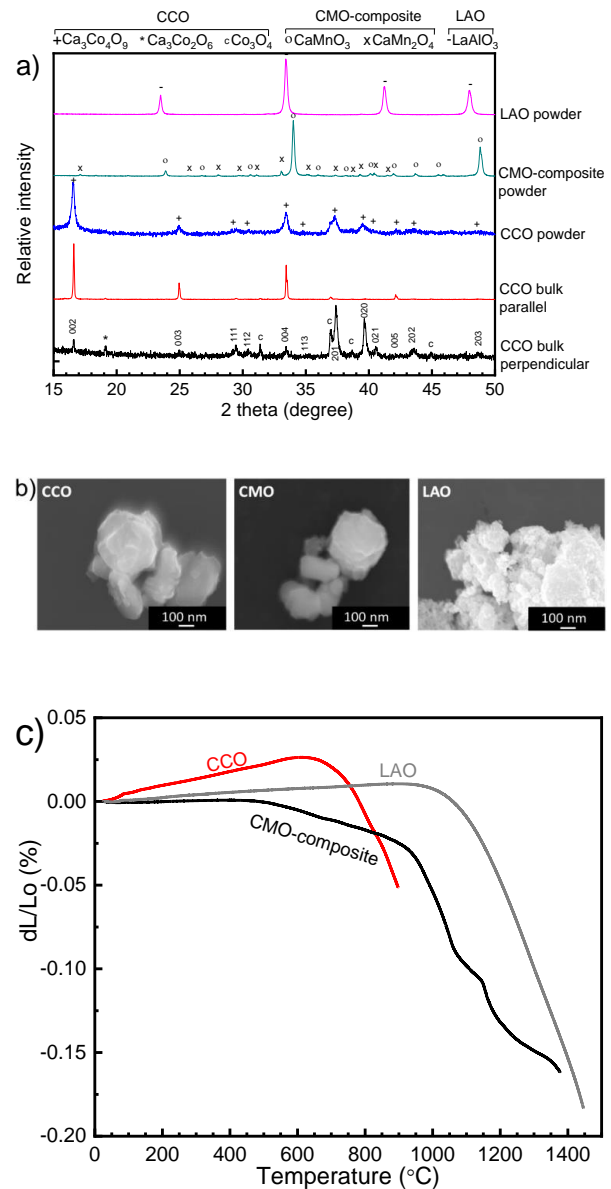 CCO CMO-composite LAO
+Ca₃Co₄O₉ *Ca₃Co₂O₆ cCo₃O₄ oCaMnO₃ xCaMn₂O₄ -LaAlO₃
a)
Relative intensity
- - - -
LAO powder
x o x o x x o x x o x o x x x o x x o o o o
CMO-composite
powder
+ + + + + + + + + + + +
CCO powder
CCO bulk
parallel
002 * 003 111 112 c 004 113 c 201 c 020 021 005 202 c 203
CCO bulk
perpendicular
15 20 25 30 35 40 45 50
2 theta (degree)
b)
CCO CMO LAO
100 nm 100 nm 100 nm
c)
dL/Lo (%)
0.05
0.00
-0.05
-0.10
-0.15
-0.20
CCO
LAO
CMO-composite
0 200 400 600 800 1000 1200 1400
Temperature (°C)